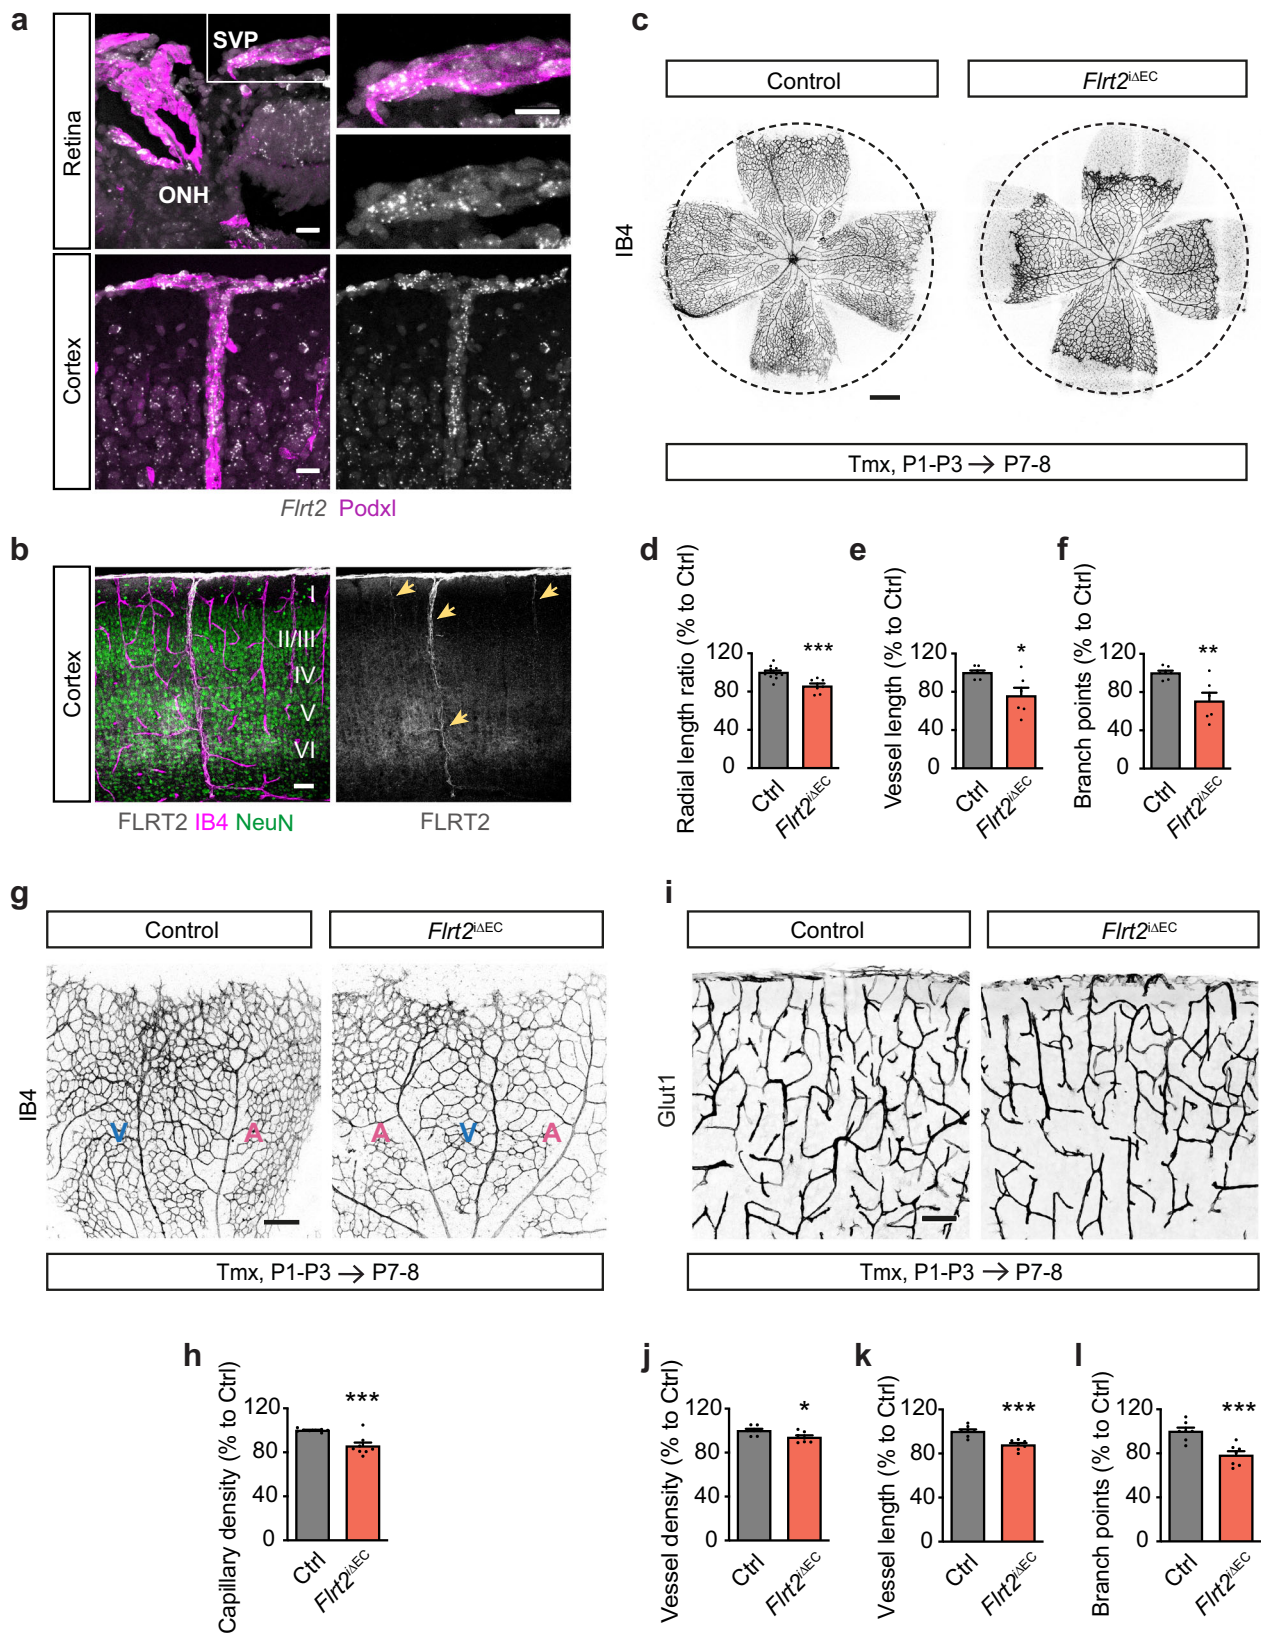 a
Retina
SVP
ONH
Cortex
Flrt2 Podxl
b
Cortex
I
II/III
IV
V
VI
FLRT2 IB4 NeuN
FLRT2
c
Control
Flrt2iΔEC
IB4
Tmx, P1-P3 → P7-8
d
Radial length ratio (% to Ctrl)
120
80
40
0
***
Ctrl
Flrt2iΔEC
e
Vessel length (% to Ctrl)
120
80
40
0
*
Ctrl
Flrt2iΔEC
f
Branch points (% to Ctrl)
120
80
40
0
**
Ctrl
Flrt2iΔEC
g
Control
Flrt2iΔEC
IB4
V
A
A
V
A
Tmx, P1-P3 → P7-8
h
Capillary density (% to Ctrl)
120
80
40
0
***
Ctrl
Flrt2iΔEC
i
Control
Flrt2iΔEC
Glut1
Tmx, P1-P3 → P7-8
j
Vessel density (% to Ctrl)
120
80
40
0
*
Ctrl
Flrt2iΔEC
k
Vessel length (% to Ctrl)
120
80
40
0
***
Ctrl
Flrt2iΔEC
l
Branch points (% to Ctrl)
120
80
40
0
***
Ctrl
Flrt2iΔEC